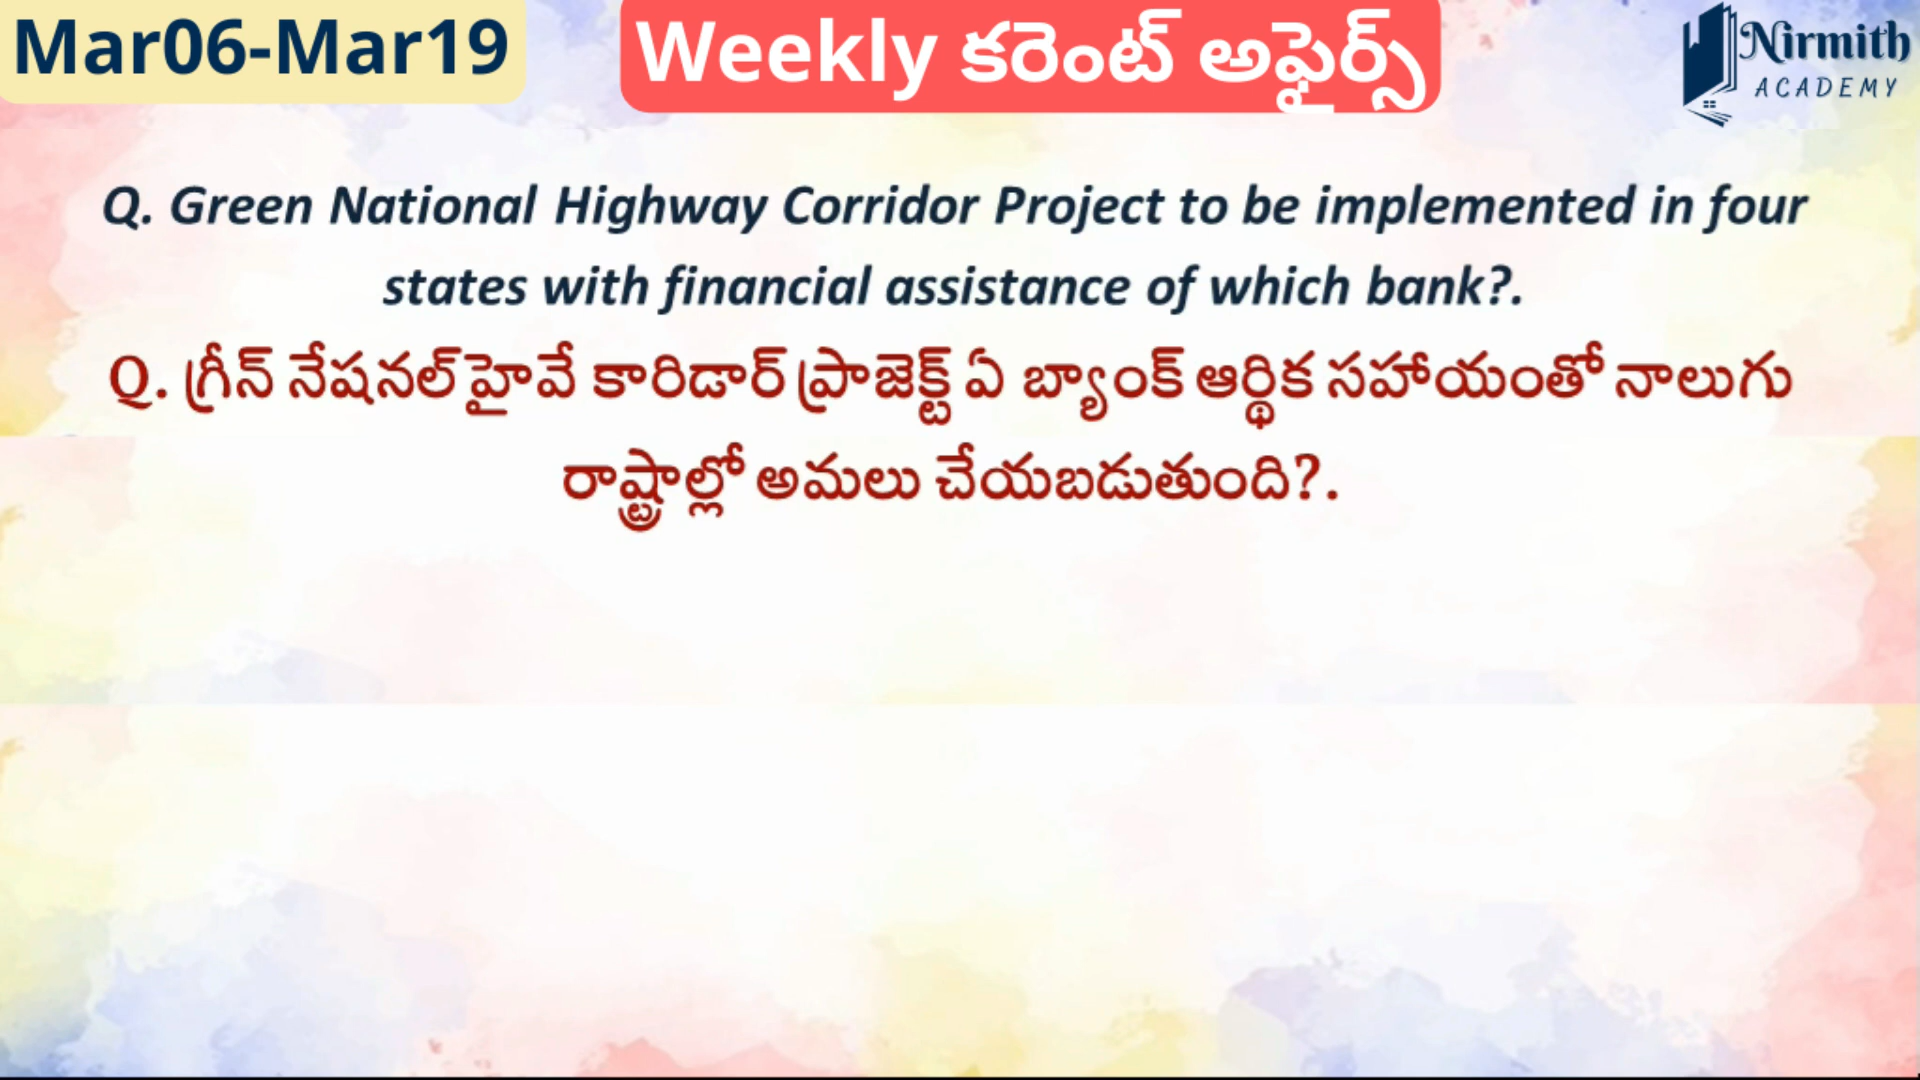 Mar06-Mar19
Weekly కరెంట్ అఫైర్స్
Nirmith
ACADEMY
Q. Green National Highway Corridor Project to be implemented in four
states with financial assistance of which bank?.
Q. గ్రీన్ నేషనల్ హైవే కారిడార్ ప్రాజెక్ట్ ఏ బ్యాంక్ ఆర్థిక సహాయంతో నాలుగు
రాష్ట్రాల్లో అమలు చేయబడుతుంది?.